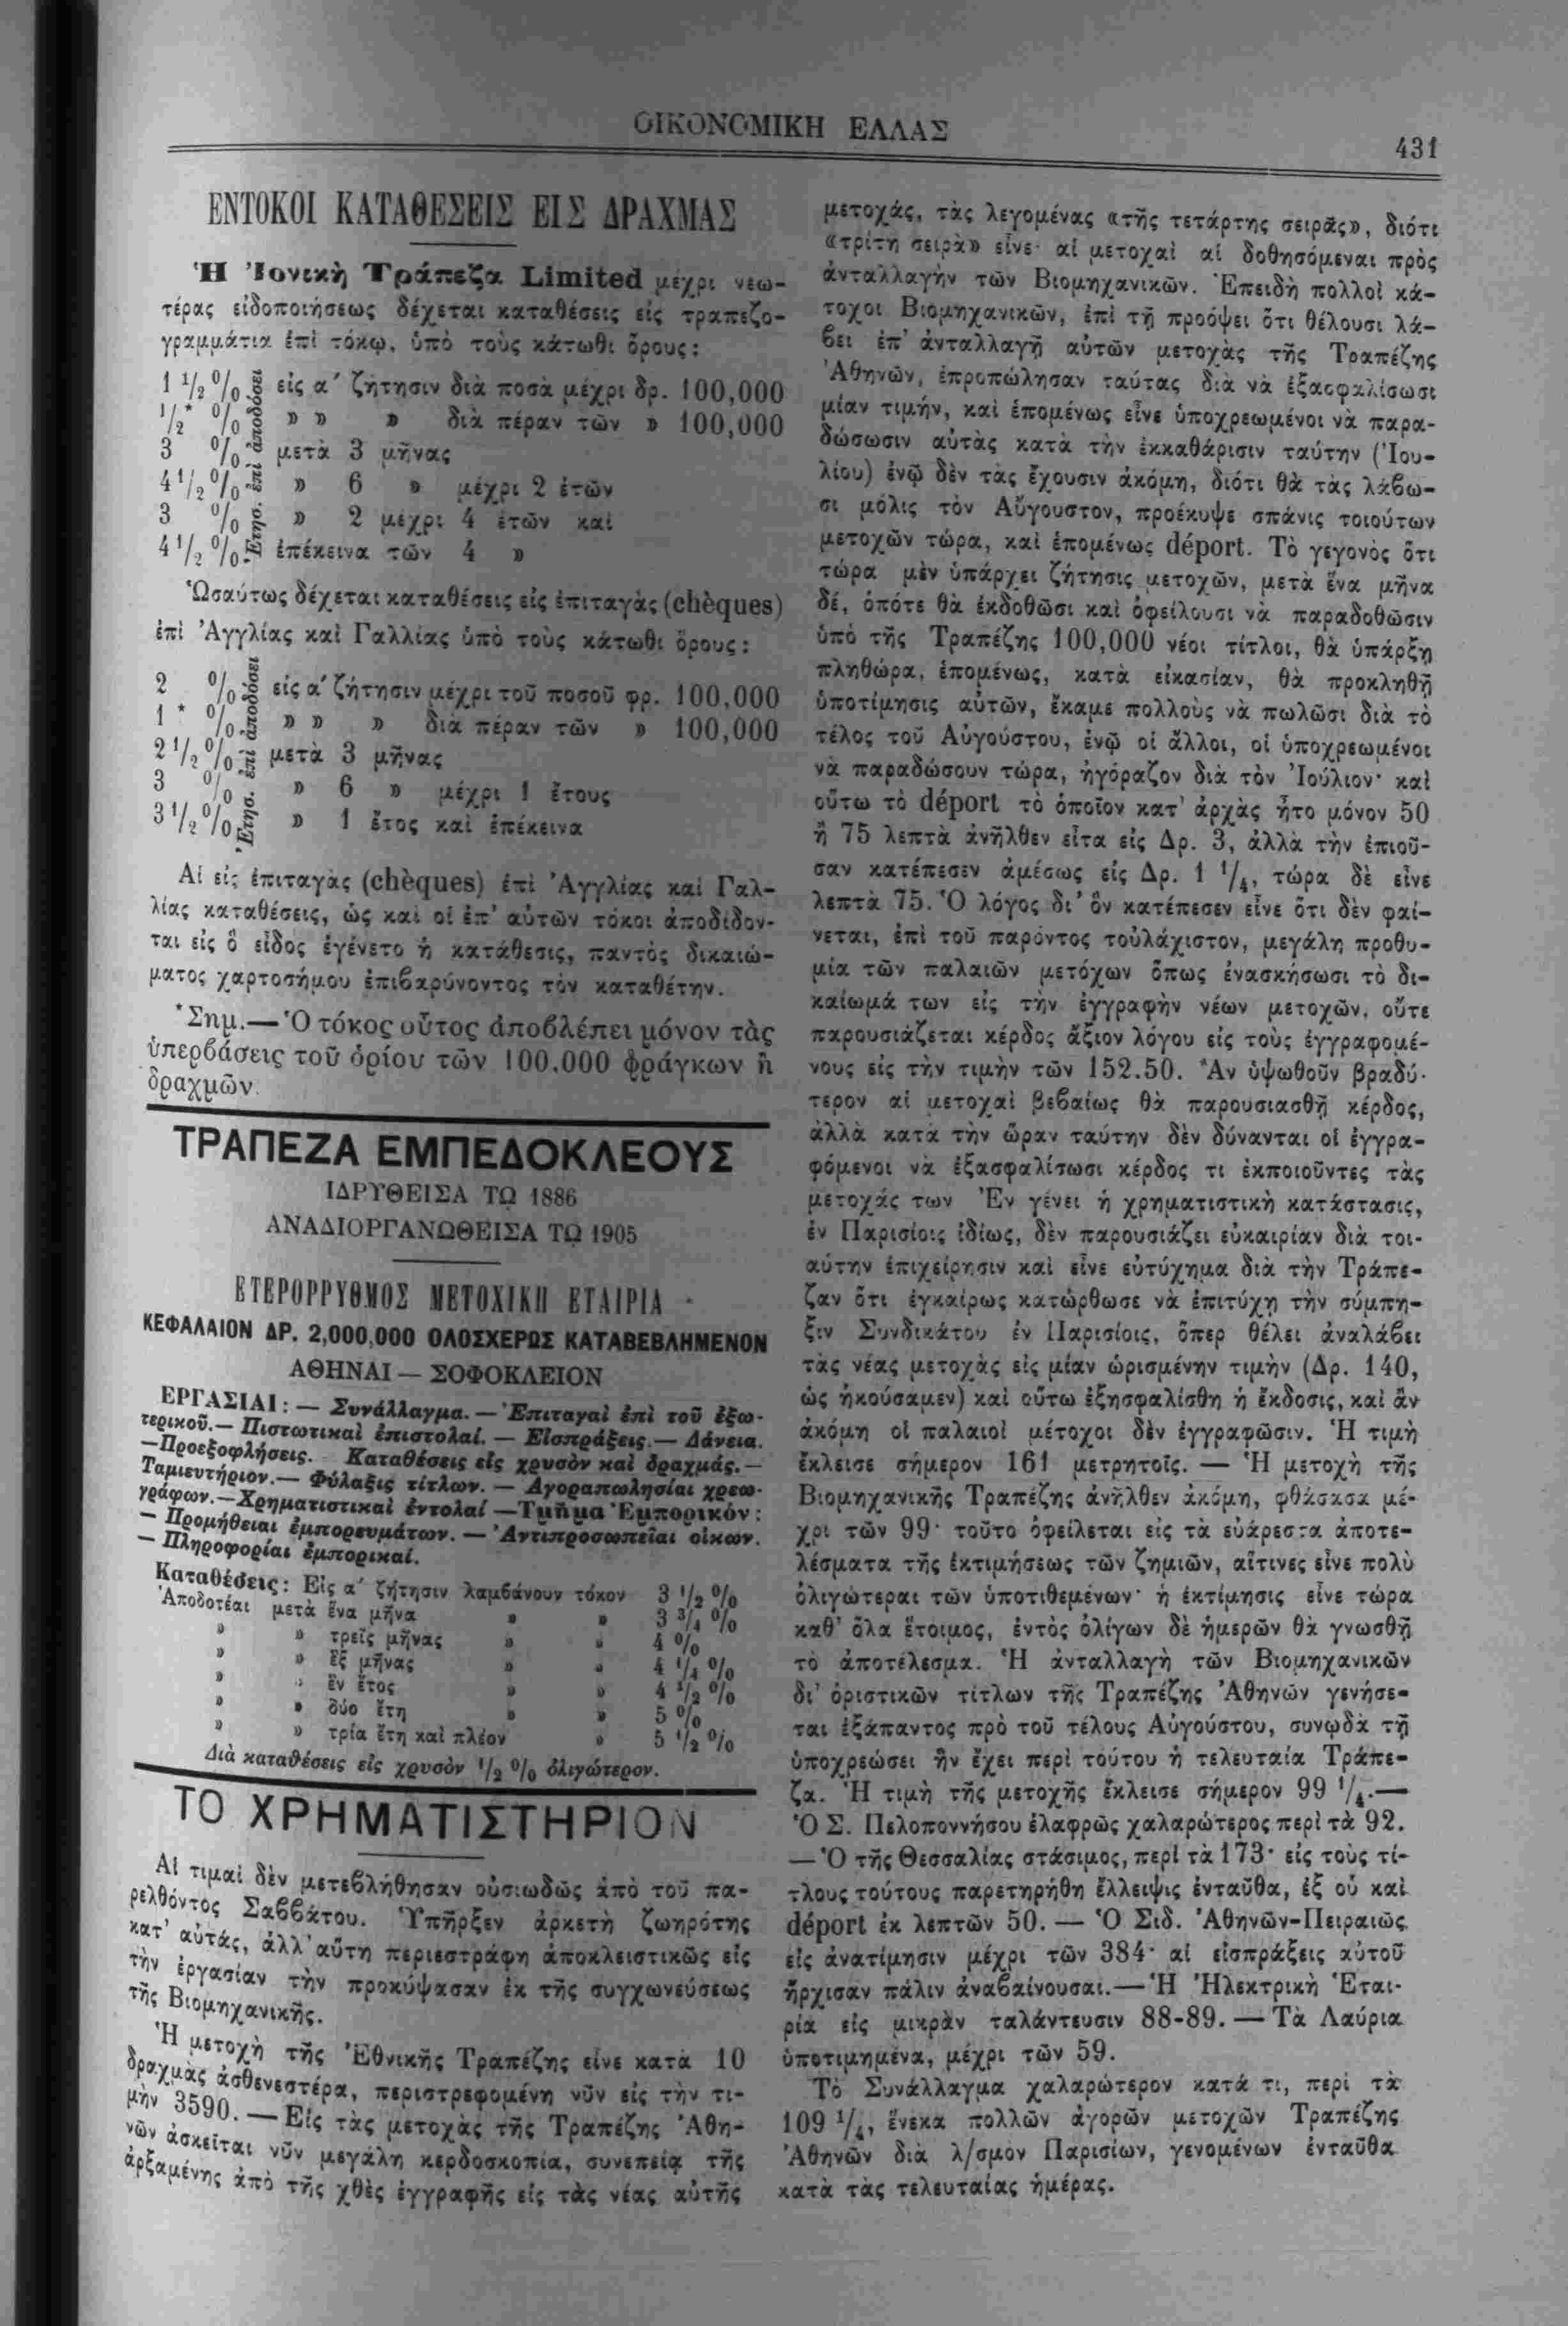 ΟΙΚΟΝΟΜΙΚΗ ΕΛΛΑΣ
431
ΕΝΤΟΚΟΙ ΚΑΤΑΘΕΣΕΙΣ ΕΙΣ ΔΡΑΧΜΑΣ
Ἡ Ἰονικὴ Τράπεζα Limited μέχρι νεω-
τέρας εἰδοποιήσεως δέχεται καταθέσεις εἰς τραπεζο-
γραμμάτια ἐπὶ τόκῳ, ὑπὸ τοὺς κάτωθι ὅρους:
Ἐτησ. ἐπὶ ἀποδόσει
1 1/2 % εἰς α΄ ζήτησιν διὰ ποσὰ μέχρι δρ. 100,000
1/2* % » » » διὰ πέραν τῶν » 100,000
3 % μετὰ 3 μῆνας
4 1/2 % » 6 » μέχρι 2 ἐτῶν
3 % » 2 μέχρι 4 ἐτῶν καὶ
4 1/2 % ἐπέκεινα τῶν 4 »
Ὡσαύτως δέχεται καταθέσεις εἰς ἐπιταγὰς (chèques)
ἐπὶ Ἀγγλίας καὶ Γαλλίας ὑπὸ τοὺς κάτωθι ὅρους:
Ἐτησ. ἐπὶ ἀποδόσει
2 % εἰς α΄ ζήτησιν μέχρι τοῦ ποσοῦ φρ. 100,000
1 * % » » » διὰ πέραν τῶν » 100,000
2 1/2 % μετὰ 3 μῆνας
3 % » 6 » μέχρι 1 ἔτους
3 1/2 % » 1 ἔτος καὶ ἐπέκεινα
Αἱ εἰς ἐπιταγὰς (chèques) ἐπὶ Ἀγγλίας καὶ Γαλ-
λίας καταθέσεις, ὡς καὶ οἱ ἐπ' αὐτῶν τόκοι ἀποδίδον-
ται εἰς ὃ εἶδος ἐγένετο ἡ κατάθεσις, παντὸς δικαιώ-
ματος χαρτοσήμου ἐπιβαρύνοντος τὸν καταθέτην.
*Σημ.—Ὁ τόκος οὗτος ἀποβλέπει μόνον τὰς
ὑπερβάσεις τοῦ ὁρίου τῶν 100,000 φράγκων ἢ
δραχμῶν.
ΤΡΑΠΕΖΑ ΕΜΠΕΔΟΚΛΕΟΥΣ
ΙΔΡΥΘΕΙΣΑ ΤΩ 1886
ΑΝΑΔΙΟΡΓΑΝΩΘΕΙΣΑ ΤΩ 1905
ΕΤΕΡΟΡΡΥΘΜΟΣ ΜΕΤΟΧΙΚΗ ΕΤΑΙΡΙΑ
ΚΕΦΑΛΑΙΟΝ ΔΡ. 2,000,000 ΟΛΟΣΧΕΡΩΣ ΚΑΤΑΒΕΒΛΗΜΕΝΟΝ
ΑΘΗΝΑΙ — ΣΟΦΟΚΛΕΙΟΝ
ΕΡΓΑΣΙΑΙ: — Συνάλλαγμα. — Ἐπιταγαὶ ἐπὶ τοῦ ἐξω-
τερικοῦ.— Πιστωτικαὶ ἐπιστολαί. — Εἰσπράξεις.— Δάνεια.
—Προεξοφλήσεις. Καταθέσεις εἰς χρυσὸν καὶ δραχμάς.—
Ταμιευτήριον.— Φύλαξις τίτλων. — Ἀγοραπωλησίαι χρεω-
γράφων.—Χρηματιστικαὶ ἐντολαί —Τμῆμα Ἐμπορικόν:
— Προμήθειαι ἐμπορευμάτων. — Ἀντιπροσωπεῖαι οἴκων.
— Πληροφορίαι ἐμπορικαί.
Καταθέσεις: Εἰς α΄ ζήτησιν λαμβάνουν τόκον 3 1/2 %
Ἀποδοτέαι μετὰ ἕνα μῆνα » » 3 3/4 %
» » τρεῖς μῆνας » » 4 %
» » ἓξ μῆνας » » 4 1/4 %
» » ἓν ἔτος » » 4 1/2 %
» » δύο ἔτη » » 5 %
» » τρία ἔτη καὶ πλέον » 5 1/2 %
Διὰ καταθέσεις εἰς χρυσὸν 1/2 % ὀλιγώτερον.
ΤΟ ΧΡΗΜΑΤΙΣΤΗΡΙΟΝ
Αἱ τιμαὶ δὲν μετεβλήθησαν οὐσιωδῶς ἀπὸ τοῦ πα-
ρελθόντος Σαββάτου. Ὑπῆρξεν ἀρκετὴ ζωηρότης
κατ' αὐτάς, ἀλλ' αὕτη περιεστράφη ἀποκλειστικῶς εἰς
τὴν ἐργασίαν τὴν προκύψασαν ἐκ τῆς συγχωνεύσεως
τῆς Βιομηχανικῆς.
Ἡ μετοχὴ τῆς Ἐθνικῆς Τραπέζης εἶνε κατὰ 10
δραχμὰς ἀσθενεστέρα, περιστρεφομένη νῦν εἰς τὴν τι-
μὴν 3590. — Εἰς τὰς μετοχὰς τῆς Τραπέζης Ἀθη-
νῶν ἀσκεῖται νῦν μεγάλη κερδοσκοπία, συνεπείᾳ τῆς
ἀρξαμένης ἀπὸ τῆς χθὲς ἐγγραφῆς εἰς τὰς νέας αὐτῆς
μετοχάς, τὰς λεγομένας «τῆς τετάρτης σειρᾶς», διότι
«τρίτη σειρὰ» εἶνε· αἱ μετοχαὶ αἱ δοθησόμεναι πρὸς
ἀνταλλαγὴν τῶν Βιομηχανικῶν. Ἐπειδὴ πολλοὶ κά-
τοχοι Βιομηχανικῶν, ἐπὶ τῇ προόψει ὅτι θέλουσι λά-
βει ἐπ' ἀνταλλαγῇ αὐτῶν μετοχὰς τῆς Τραπέζης
Ἀθηνῶν, ἐπροπώλησαν ταύτας διὰ νὰ ἐξασφαλίσωσι
μίαν τιμήν, καὶ ἑπομένως εἶνε ὑποχρεωμένοι νὰ παρα-
δώσωσιν αὐτὰς κατὰ τὴν ἐκκαθάρισιν ταύτην (Ἰου-
λίου) ἐνῷ δὲν τὰς ἔχουσιν ἀκόμη, διότι θὰ τὰς λάβω-
σι μόλις τὸν Αὔγουστον, προέκυψε σπάνις τοιούτων
μετοχῶν τώρα, καὶ ἑπομένως déport. Τὸ γεγονὸς ὅτι
τώρα μὲν ὑπάρχει ζήτησις μετοχῶν, μετὰ ἕνα μῆνα
δέ, ὁπότε θὰ ἐκδοθῶσι καὶ ὀφείλουσι νὰ παραδοθῶσιν
ὑπὸ τῆς Τραπέζης 100,000 νέοι τίτλοι, θὰ ὑπάρξῃ
πληθώρα, ἑπομένως, κατὰ εἰκασίαν, θὰ προκληθῇ
ὑποτίμησις αὐτῶν, ἔκαμε πολλοὺς νὰ πωλῶσι διὰ τὸ
τέλος τοῦ Αὐγούστου, ἐνῷ οἱ ἄλλοι, οἱ ὑποχρεωμένοι
νὰ παραδώσουν τώρα, ἠγόραζον διὰ τὸν Ἰούλιον· καὶ
οὕτω τὸ déport τὸ ὁποῖον κατ' ἀρχὰς ἦτο μόνον 50
ἢ 75 λεπτὰ ἀνῆλθεν εἶτα εἰς Δρ. 3, ἀλλὰ τὴν ἐπιοῦ-
σαν κατέπεσεν ἀμέσως εἰς Δρ. 1 1/4, τώρα δὲ εἶνε
λεπτὰ 75. Ὁ λόγος δι' ὃν κατέπεσεν εἶνε ὅτι δὲν φαί-
νεται, ἐπὶ τοῦ παρόντος τοὐλάχιστον, μεγάλη προθυ-
μία τῶν παλαιῶν μετόχων ὅπως ἐνασκήσωσι τὸ δι-
καίωμά των εἰς τὴν ἐγγραφὴν νέων μετοχῶν, οὔτε
παρουσιάζεται κέρδος ἄξιον λόγου εἰς τοὺς ἐγγραφομέ-
νους εἰς τὴν τιμὴν τῶν 152.50. Ἂν ὑψωθοῦν βραδύ-
τερον αἱ μετοχαὶ βεβαίως θὰ παρουσιασθῇ κέρδος,
ἀλλὰ κατὰ τὴν ὥραν ταύτην δὲν δύνανται οἱ ἐγγρα-
φόμενοι νὰ ἐξασφαλίσωσι κέρδος τι ἐκποιοῦντες τὰς
μετοχάς των Ἐν γένει ἡ χρηματιστικὴ κατάστασις,
ἐν Παρισίοις ἰδίως, δὲν παρουσιάζει εὐκαιρίαν διὰ τοι-
αύτην ἐπιχείρησιν καὶ εἶνε εὐτύχημα διὰ τὴν Τράπε-
ζαν ὅτι ἐγκαίρως κατώρθωσε νὰ ἐπιτύχῃ τὴν σύμπη-
ξιν Συνδικάτου ἐν Παρισίοις, ὅπερ θέλει ἀναλάβει
τὰς νέας μετοχὰς εἰς μίαν ὡρισμένην τιμὴν (Δρ. 140,
ὡς ἠκούσαμεν) καὶ οὕτω ἐξησφαλίσθη ἡ ἔκδοσις, καὶ ἂν
ἀκόμη οἱ παλαιοὶ μέτοχοι δὲν ἐγγραφῶσιν. Ἡ τιμὴ
ἔκλεισε σήμερον 161 μετρητοῖς. — Ἡ μετοχὴ τῆς
Βιομηχανικῆς Τραπέζης ἀνῆλθεν ἀκόμη, φθάσασα μέ-
χρι τῶν 99· τοῦτο ὀφείλεται εἰς τὰ εὐάρεστα ἀποτε-
λέσματα τῆς ἐκτιμήσεως τῶν ζημιῶν, αἵτινες εἶνε πολὺ
ὀλιγώτεραι τῶν ὑποτιθεμένων· ἡ ἐκτίμησις εἶνε τώρα
καθ' ὅλα ἕτοιμος, ἐντὸς ὀλίγων δὲ ἡμερῶν θὰ γνωσθῇ
τὸ ἀποτέλεσμα. Ἡ ἀνταλλαγὴ τῶν Βιομηχανικῶν
δι' ὁριστικῶν τίτλων τῆς Τραπέζης Ἀθηνῶν γενήσε-
ται ἐξάπαντος πρὸ τοῦ τέλους Αὐγούστου, συνῳδὰ τῇ
ὑποχρεώσει ἣν ἔχει περὶ τούτου ἡ τελευταία Τράπε-
ζα. Ἡ τιμὴ τῆς μετοχῆς ἔκλεισε σήμερον 99 1/4.—
Ὁ Σ. Πελοποννήσου ἐλαφρῶς χαλαρώτερος περὶ τὰ 92.
—Ὁ τῆς Θεσσαλίας στάσιμος, περὶ τὰ 173· εἰς τοὺς τί-
τλους τούτους παρετηρήθη ἔλλειψις ἐνταῦθα, ἐξ οὗ καὶ
déport ἐκ λεπτῶν 50. — Ὁ Σιδ. Ἀθηνῶν-Πειραιῶς
εἰς ἀνατίμησιν μέχρι τῶν 384· αἱ εἰσπράξεις αὐτοῦ
ἤρχισαν πάλιν ἀναβαίνουσαι.—Ἡ Ἠλεκτρικὴ Ἑται-
ρία εἰς μικρὰν ταλάντευσιν 88-89. — Τὰ Λαύρια
ὑποτιμημένα, μέχρι τῶν 59.
Τὸ Συνάλλαγμα χαλαρώτερον κατά τι, περὶ τὰ
109 1/4, ἕνεκα πολλῶν ἀγορῶν μετοχῶν Τραπέζης
Ἀθηνῶν διὰ λ/σμὸν Παρισίων, γενομένων ἐνταῦθα
κατὰ τὰς τελευταίας ἡμέρας.